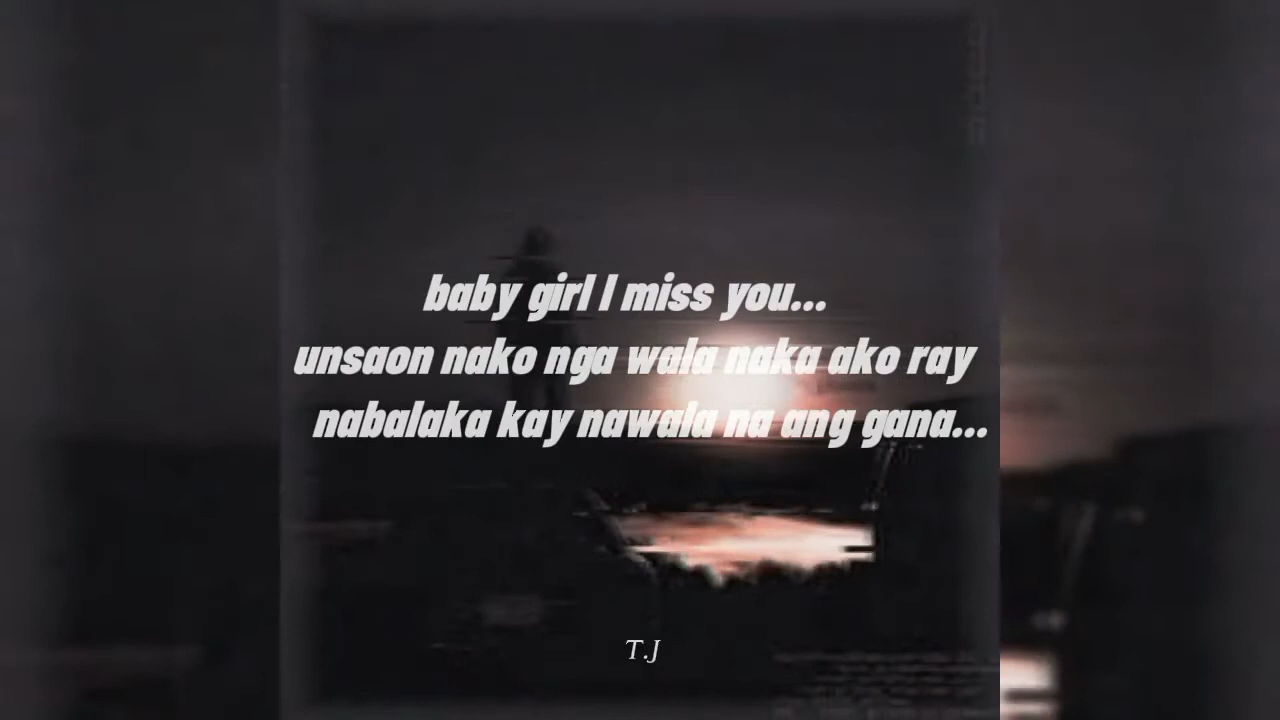 baby girl I miss you...
unsaon nako nga wala naka ako ray
nabalaka kay nawala na ang gana...
T.J